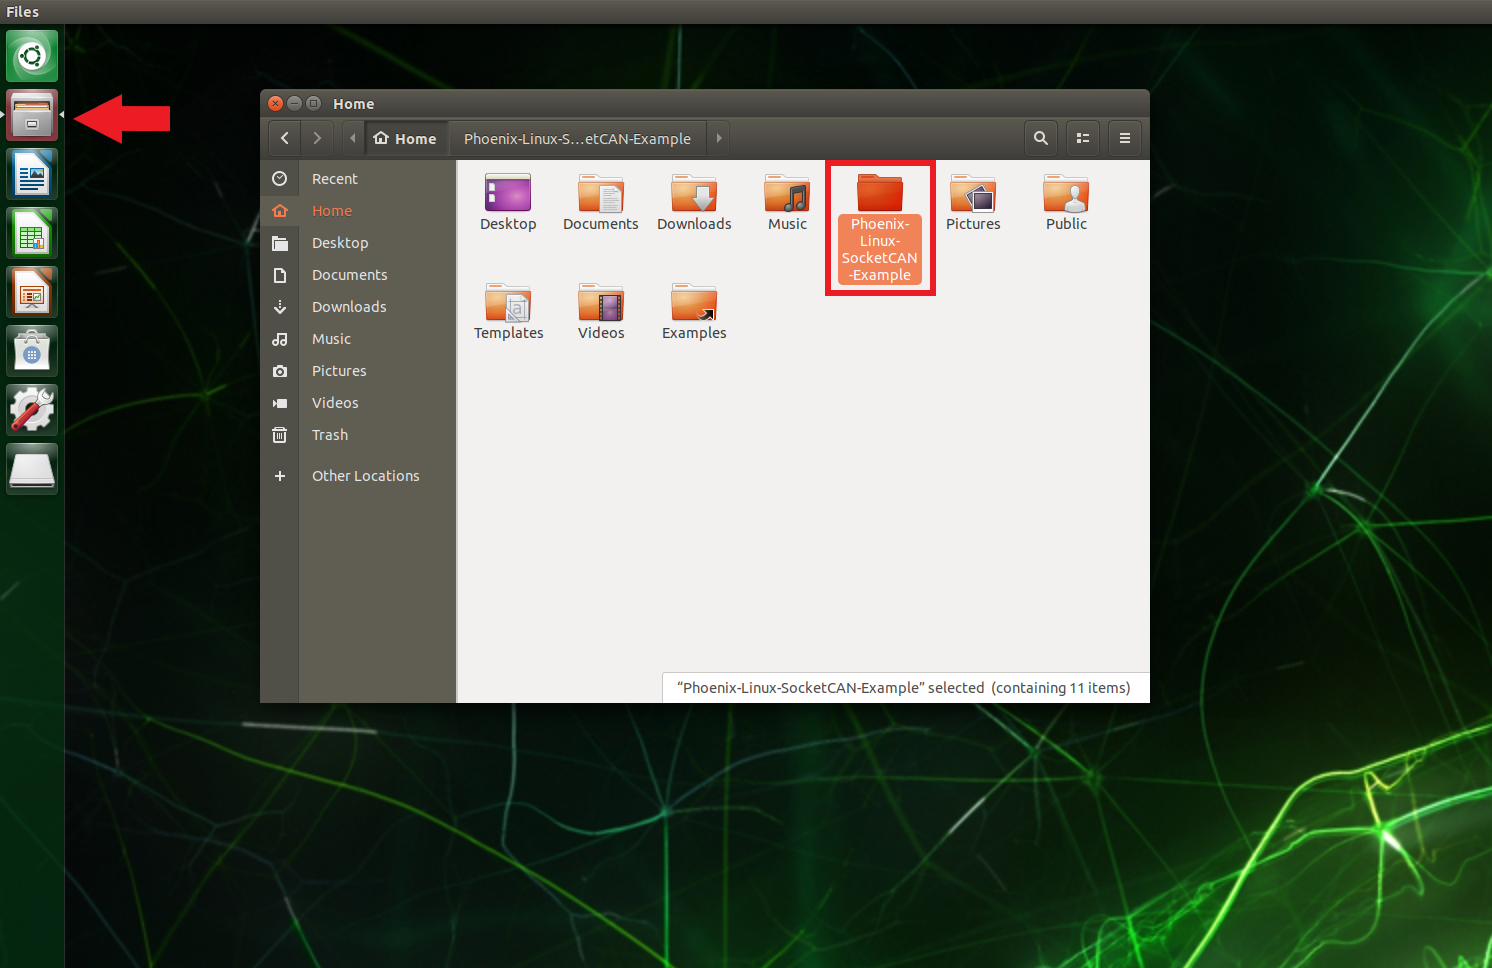 Files
Home
Home
Phoenix-Linux-S...etCAN-Example
Recent
Home
Desktop
Documents
Downloads
Music
Pictures
Videos
Trash
Other Locations
Desktop
Documents
Downloads
Music
Phoenix-
Linux-
SocketCAN
-Example
Pictures
Public
Templates
Videos
Examples
“Phoenix-Linux-SocketCAN-Example” selected (containing 11 items)